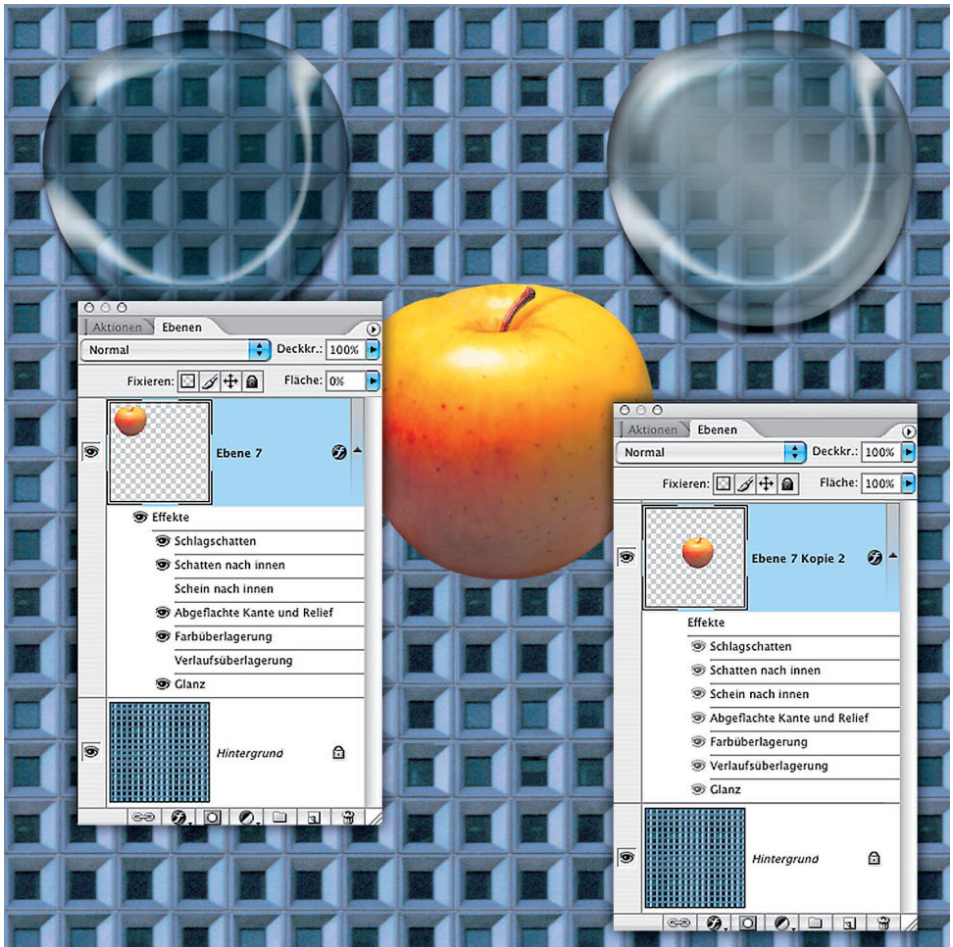 Aktionen Ebenen
Normal Deckkr.: 100%
Fixieren: Fläche: 0%
Ebene 7
Effekte
Schlagschatten
Schatten nach innen
Schein nach innen
Abgeflachte Kante und Relief
Farbüberlagerung
Verlaufsüberlagerung
Glanz
Hintergrund
Aktionen Ebenen
Normal Deckkr.: 100%
Fixieren: Fläche: 100%
Ebene 7 Kopie 2
Effekte
Schlagschatten
Schatten nach innen
Schein nach innen
Abgeflachte Kante und Relief
Farbüberlagerung
Verlaufsüberlagerung
Glanz
Hintergrund